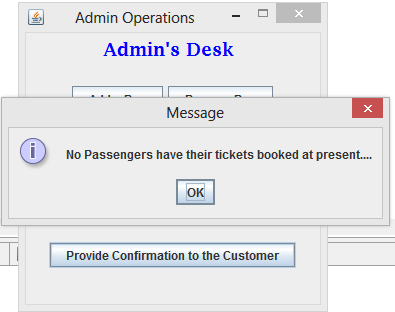 Admin Operations
Admin's Desk
Message
No Passengers have their tickets booked at present....
OK
Provide Confirmation to the Customer